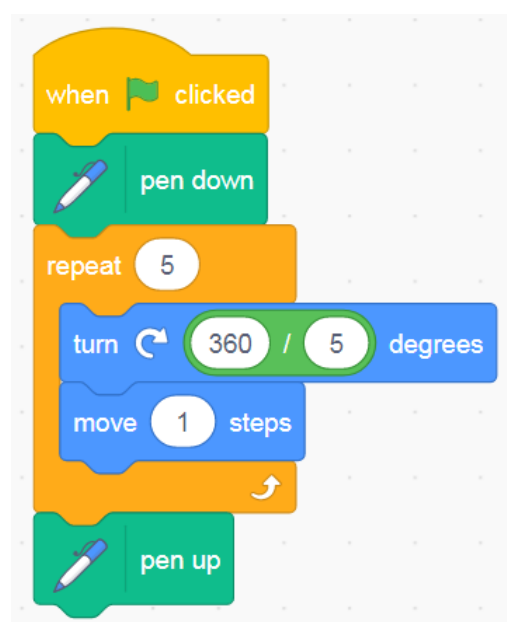 when clicked
pen down
repeat 5
turn 360 / 5 degrees
move 1 steps
pen up